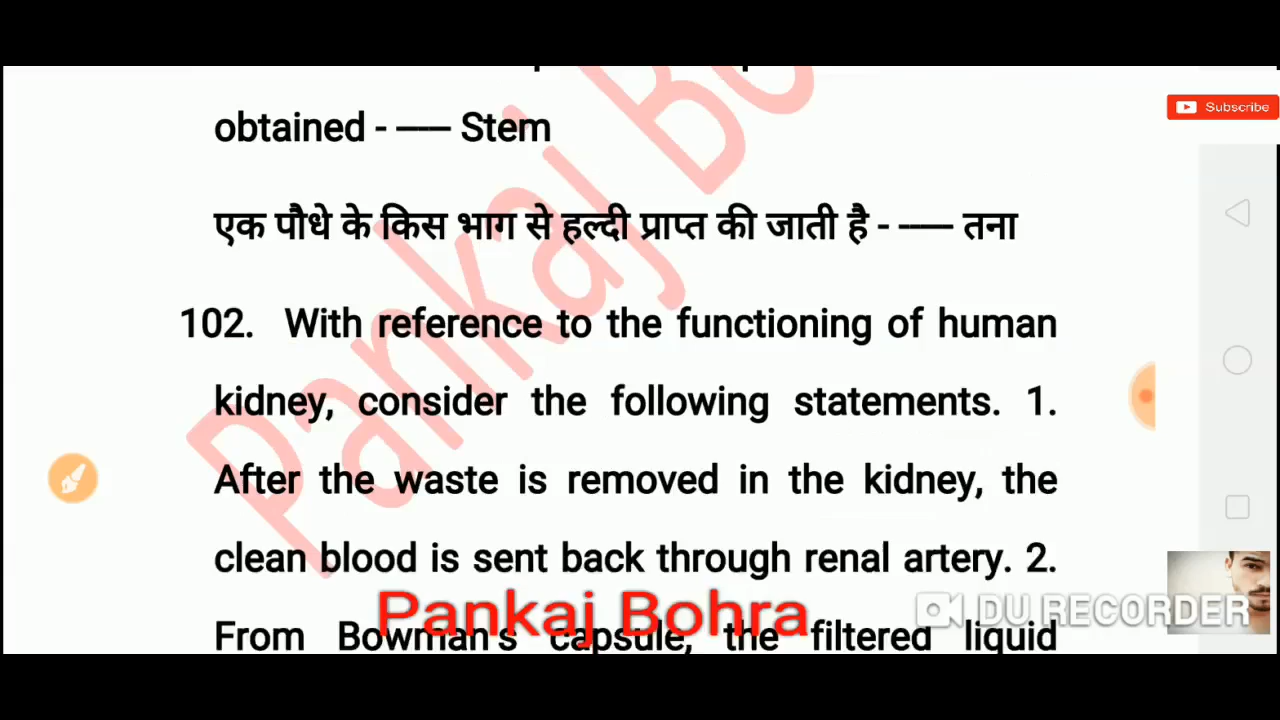 obtained - ----- Stem
Subscribe
एक पौधे के किस भाग से हल्दी प्राप्त की जाती है - ----- तना
102. With reference to the functioning of human
kidney, consider the following statements. 1.
After the waste is removed in the kidney, the
clean blood is sent back through renal artery. 2.
From Bowman's capsule, the filtered liquid
Pankaj Bohra
DU RECORDER
Pankaj Bo